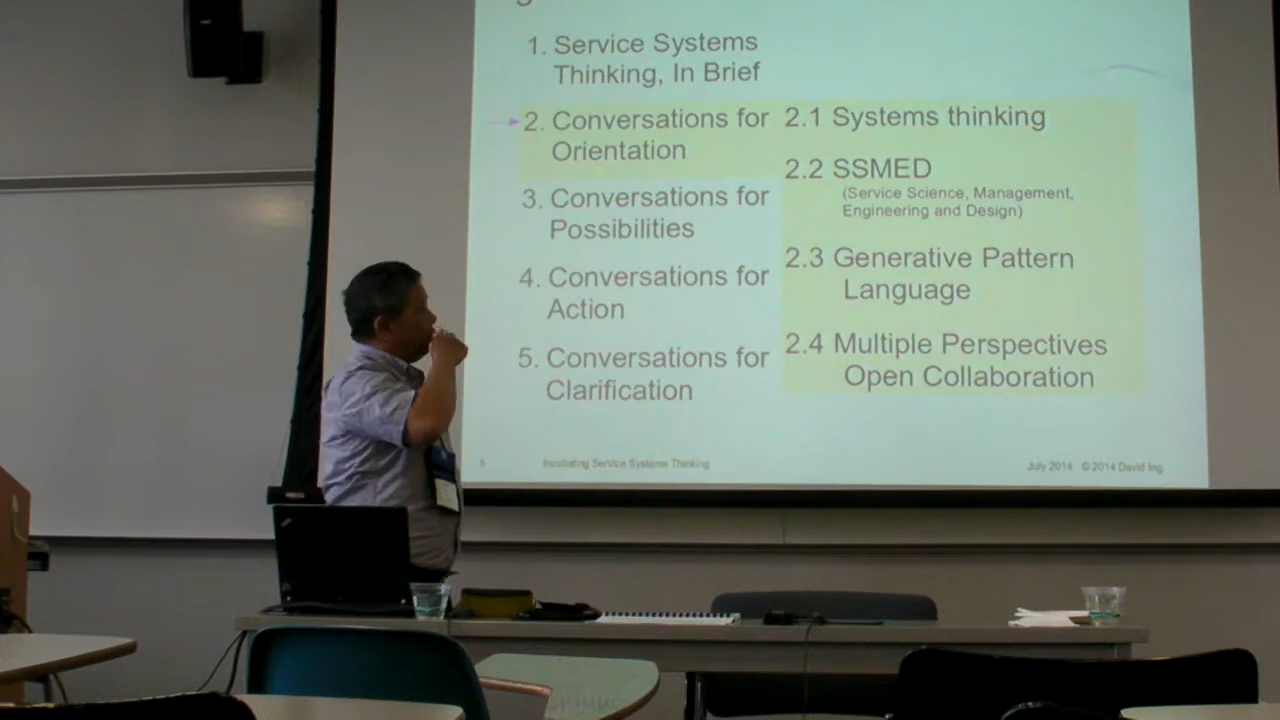 1. Service Systems
Thinking, In Brief
2. Conversations for
Orientation
3. Conversations for
Possibilities
4. Conversations for
Action
5. Conversations for
Clarification
2.1 Systems thinking
2.2 SSMED
(Service Science, Management,
Engineering and Design)
2.3 Generative Pattern
Language
2.4 Multiple Perspectives
Open Collaboration
Incubating Service Systems Thinking
July 2014 © 2014 David Ing